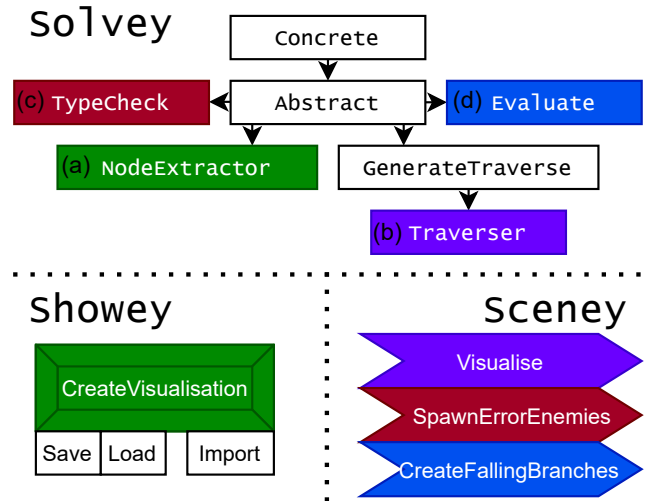 Solvey
Concrete
(c) TypeCheck
Abstract
(d) Evaluate
(a) NodeExtractor
GenerateTraverse
(b) Traverser
Showey
CreateVisualisation
Save
Load
Import
Sceney
Visualise
SpawnErrorEnemies
CreateFallingBranches